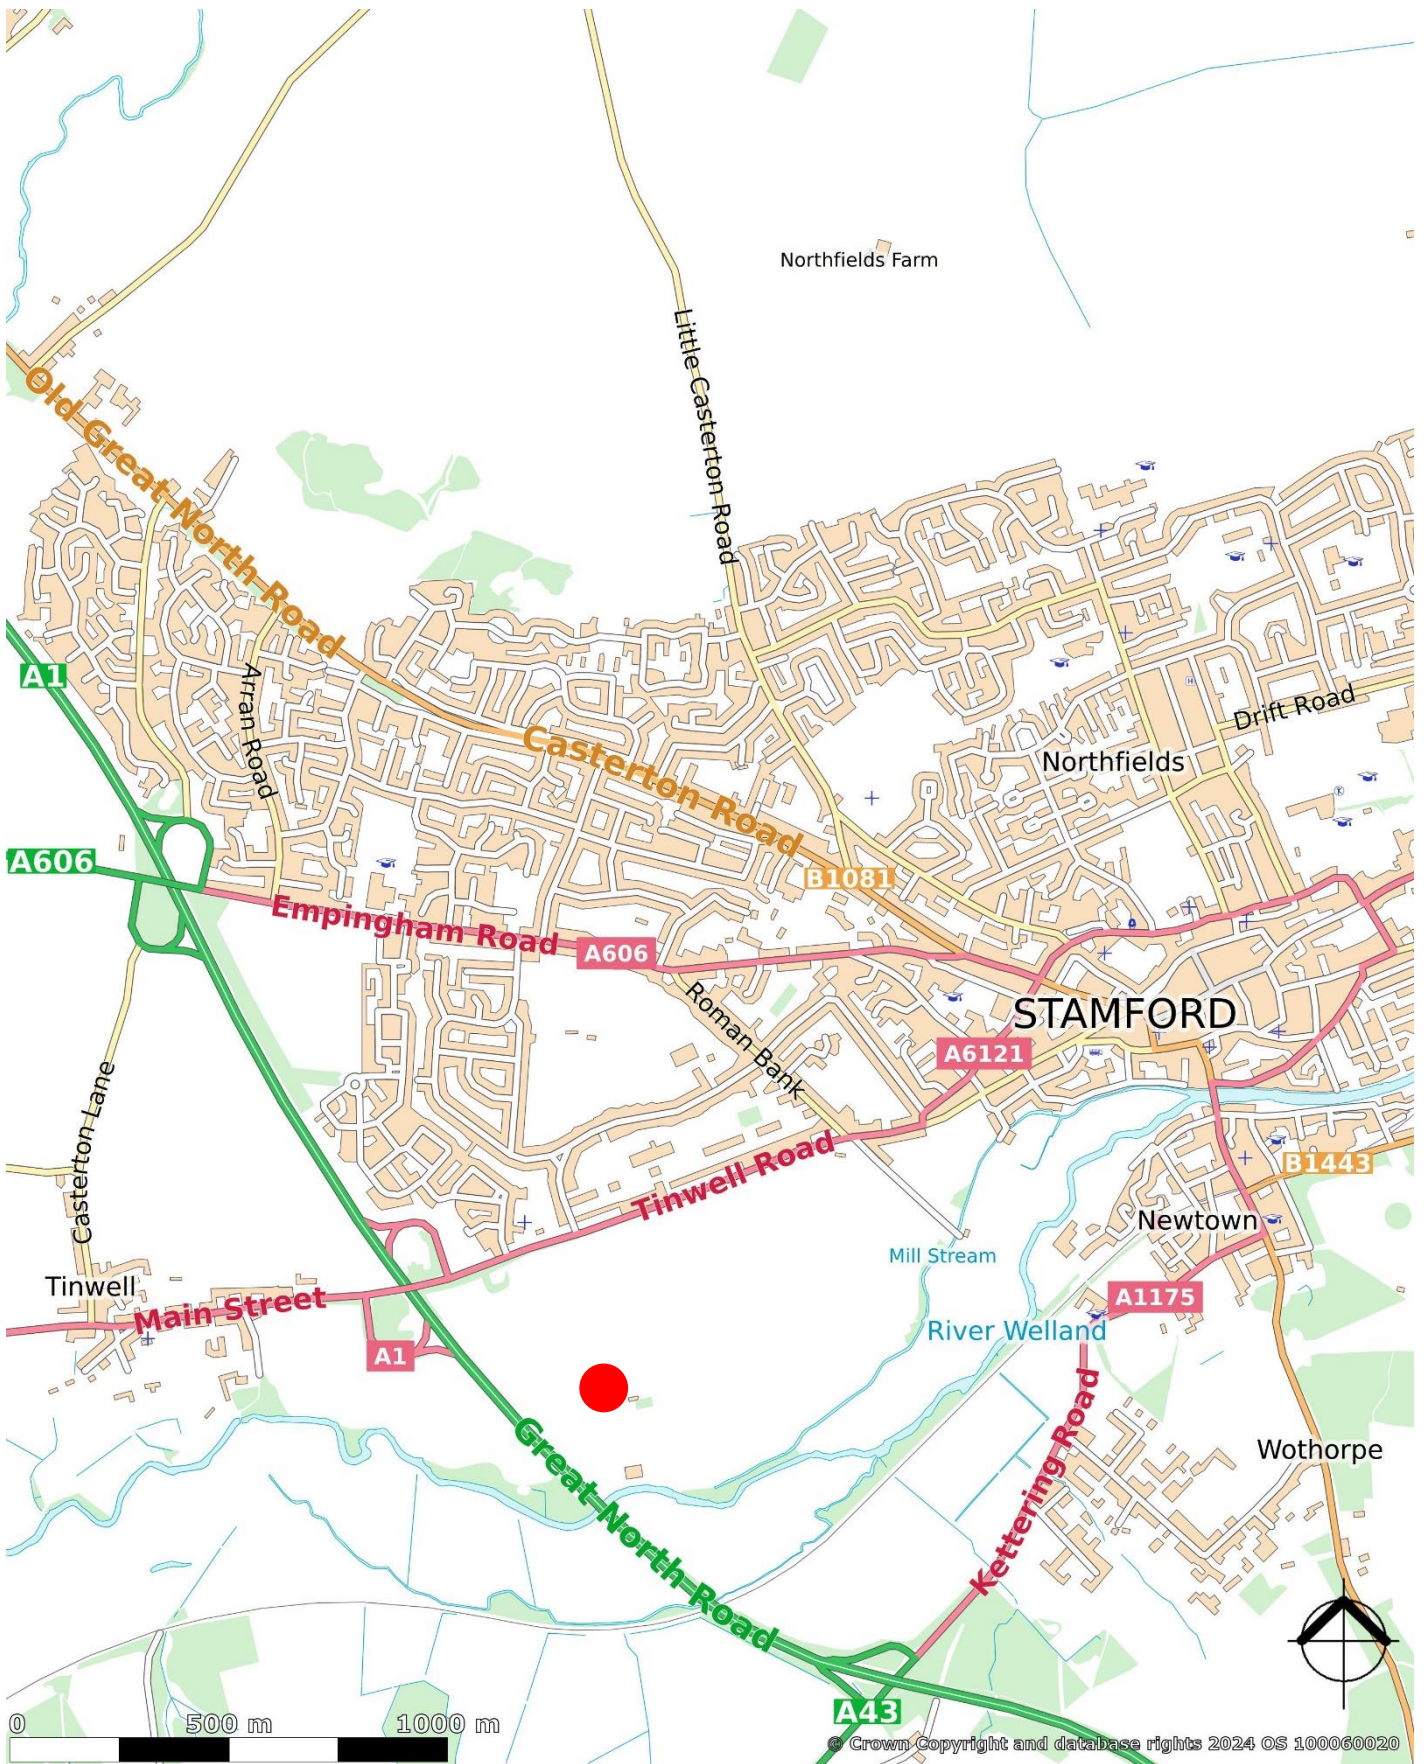 Northfields Farm
Little Casterton Road
Old Great North Road
A1
Arran Road
Drift Road
Casterton Road
Northfields
A606
B1081
Empingham Road
A606
Roman Bank
STAMFORD
A6121
Casterton Lane
Tinwell Road
B1443
Newtown
Mill Stream
Tinwell
Main Street
A1175
River Welland
A1
Great North Road
Kettering Road
Wothorpe
A43
0 500 m 1000 m
© Crown Copyright and database rights 2024 OS 100060020